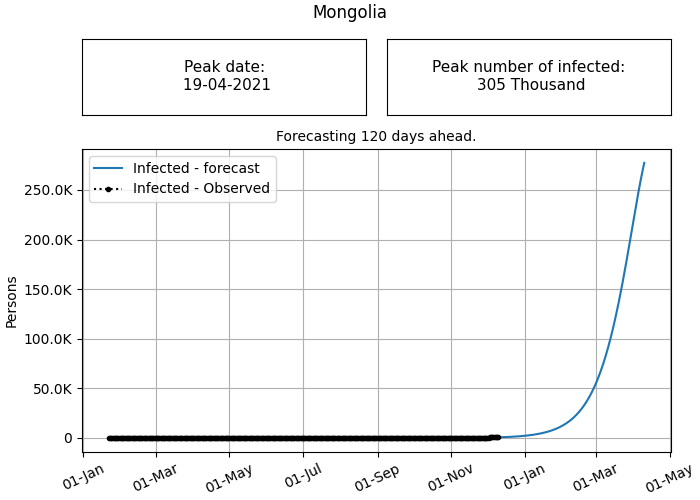 Mongolia
Peak date:
19-04-2021
Peak number of infected:
305 Thousand
Forecasting 120 days ahead.
Infected - forecast
Infected - Observed
Persons
250.0K
200.0K
150.0K
100.0K
50.0K
0
01-Jan
01-Mar
01-May
01-Jul
01-Sep
01-Nov
01-Jan
01-Mar
01-May